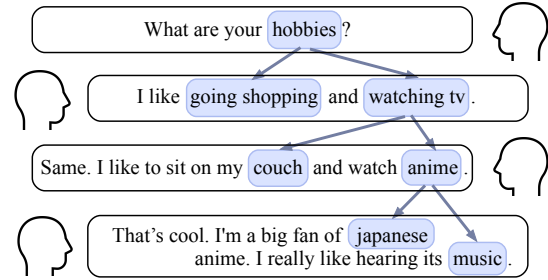 What are your hobbies?
I like going shopping and watching tv.
Same. I like to sit on my couch and watch anime.
That's cool. I'm a big fan of japanese
anime. I really like hearing its music.